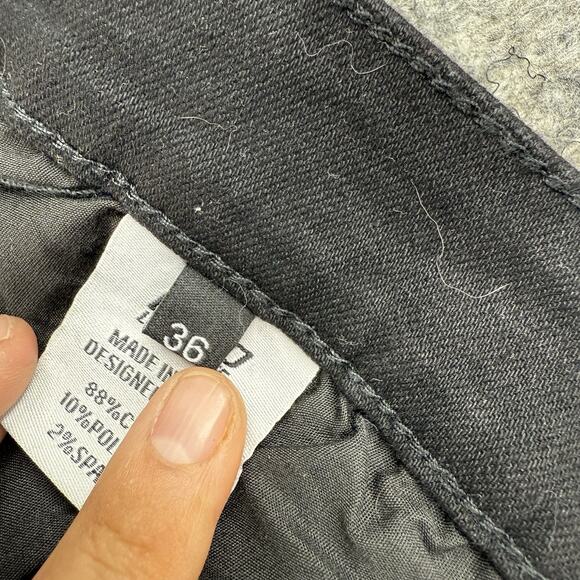 36
MADE IN
DESIGNE
88%C
10%POL
2%SPA